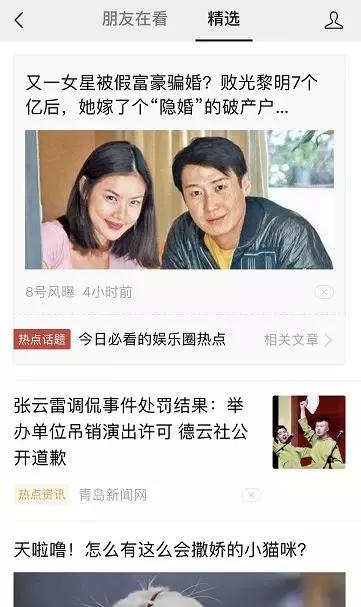 朋友在看 精选
又一女星被假富豪骗婚？败光黎明7个
亿后，她嫁了个“隐婚”的破产户...
8号风曝 4小时前
热点话题 今日必看的娱乐圈热点 相关文章
张云雷调侃事件处罚结果：举
办单位吊销演出许可 德云社公
开道歉
热点资讯 青岛新闻网
天啦噜！怎么有这么会撒娇的小猫咪？